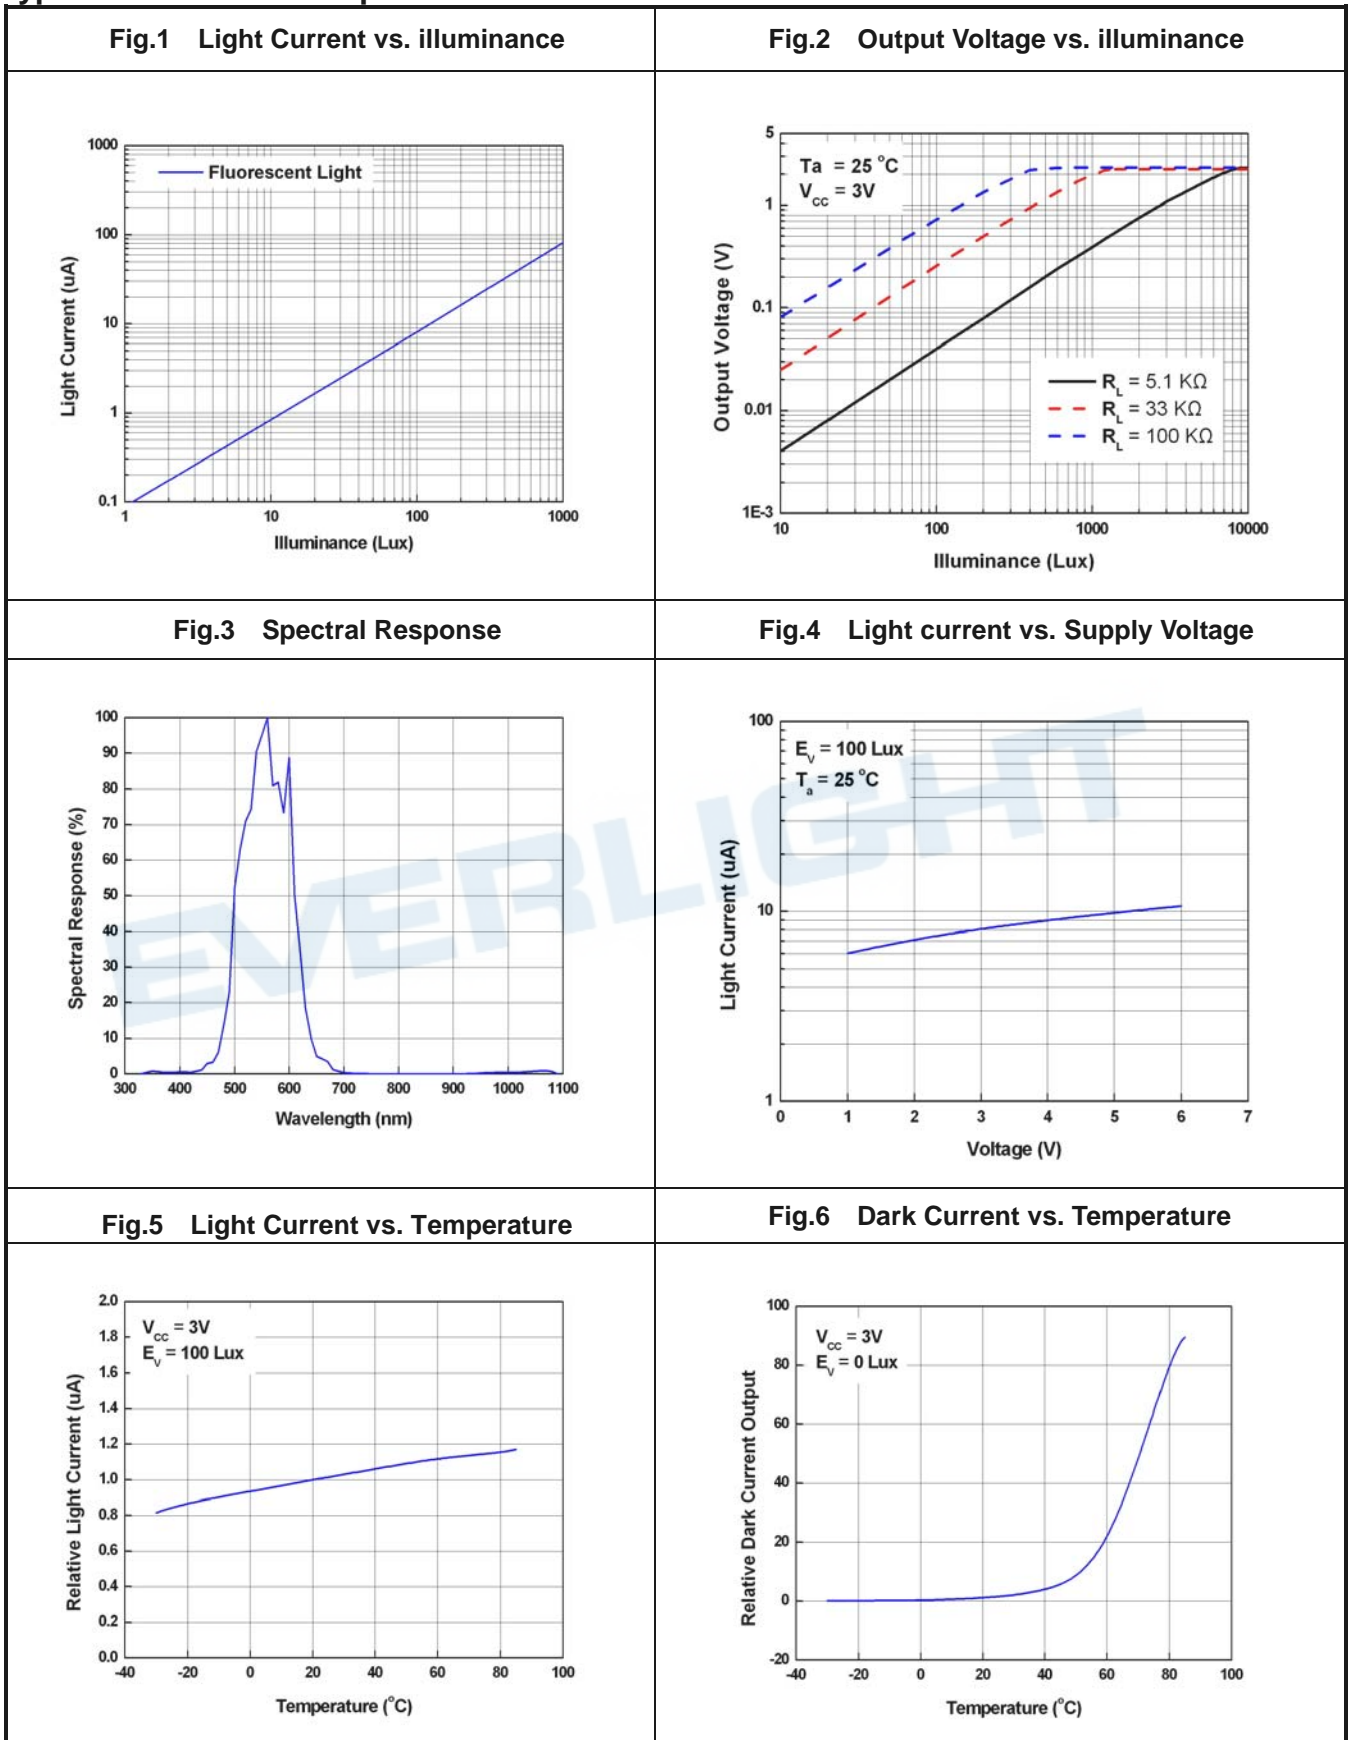 Fig.1 Light Current vs. illuminance
Fig.2 Output Voltage vs. illuminance
1000
100
10
1
0.1
Light Current (uA)
Fluorescent Light
1 10 100 1000
Illuminance (Lux)
5
1
0.1
0.01
1E-3
Output Voltage (V)
Ta = 25 °C
VCC = 3V
RL = 5.1 KΩ
RL = 33 KΩ
RL = 100 KΩ
10 100 1000 10000
Illuminance (Lux)
Fig.3 Spectral Response
Fig.4 Light current vs. Supply Voltage
EVERLIGHT
100
90
80
70
60
50
40
30
20
10
0
Spectral Response (%)
300 400 500 600 700 800 900 1000 1100
Wavelength (nm)
100
10
1
Light Current (uA)
EV = 100 Lux
Ta = 25 °C
0 1 2 3 4 5 6 7
Voltage (V)
Fig.5 Light Current vs. Temperature
Fig.6 Dark Current vs. Temperature
2.0
1.8
1.6
1.4
1.2
1.0
0.8
0.6
0.4
0.2
0.0
Relative Light Current (uA)
VCC = 3V
EV = 100 Lux
-40 -20 0 20 40 60 80 100
Temperature (°C)
100
80
60
40
20
0
-20
Relative Dark Current Output
VCC = 3V
EV = 0 Lux
-40 -20 0 20 40 60 80 100
Temperature (°C)